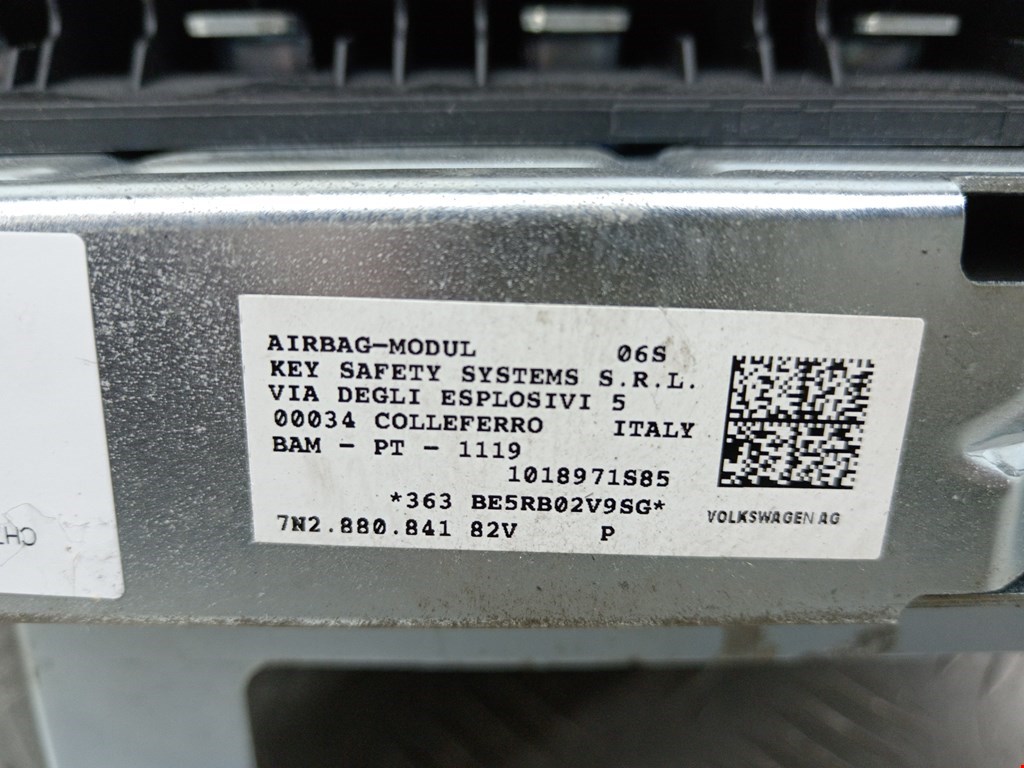 AIRBAG-MODUL 06S
KEY SAFETY SYSTEMS S.R.L.
VIA DEGLI ESPLOSIVI 5
00034 COLLEFERRO ITALY
BAM - PT - 1119
1018971S85
*363 BE5RB02V9SG*
7N2.880.841 82V P
VOLKSWAGEN AG